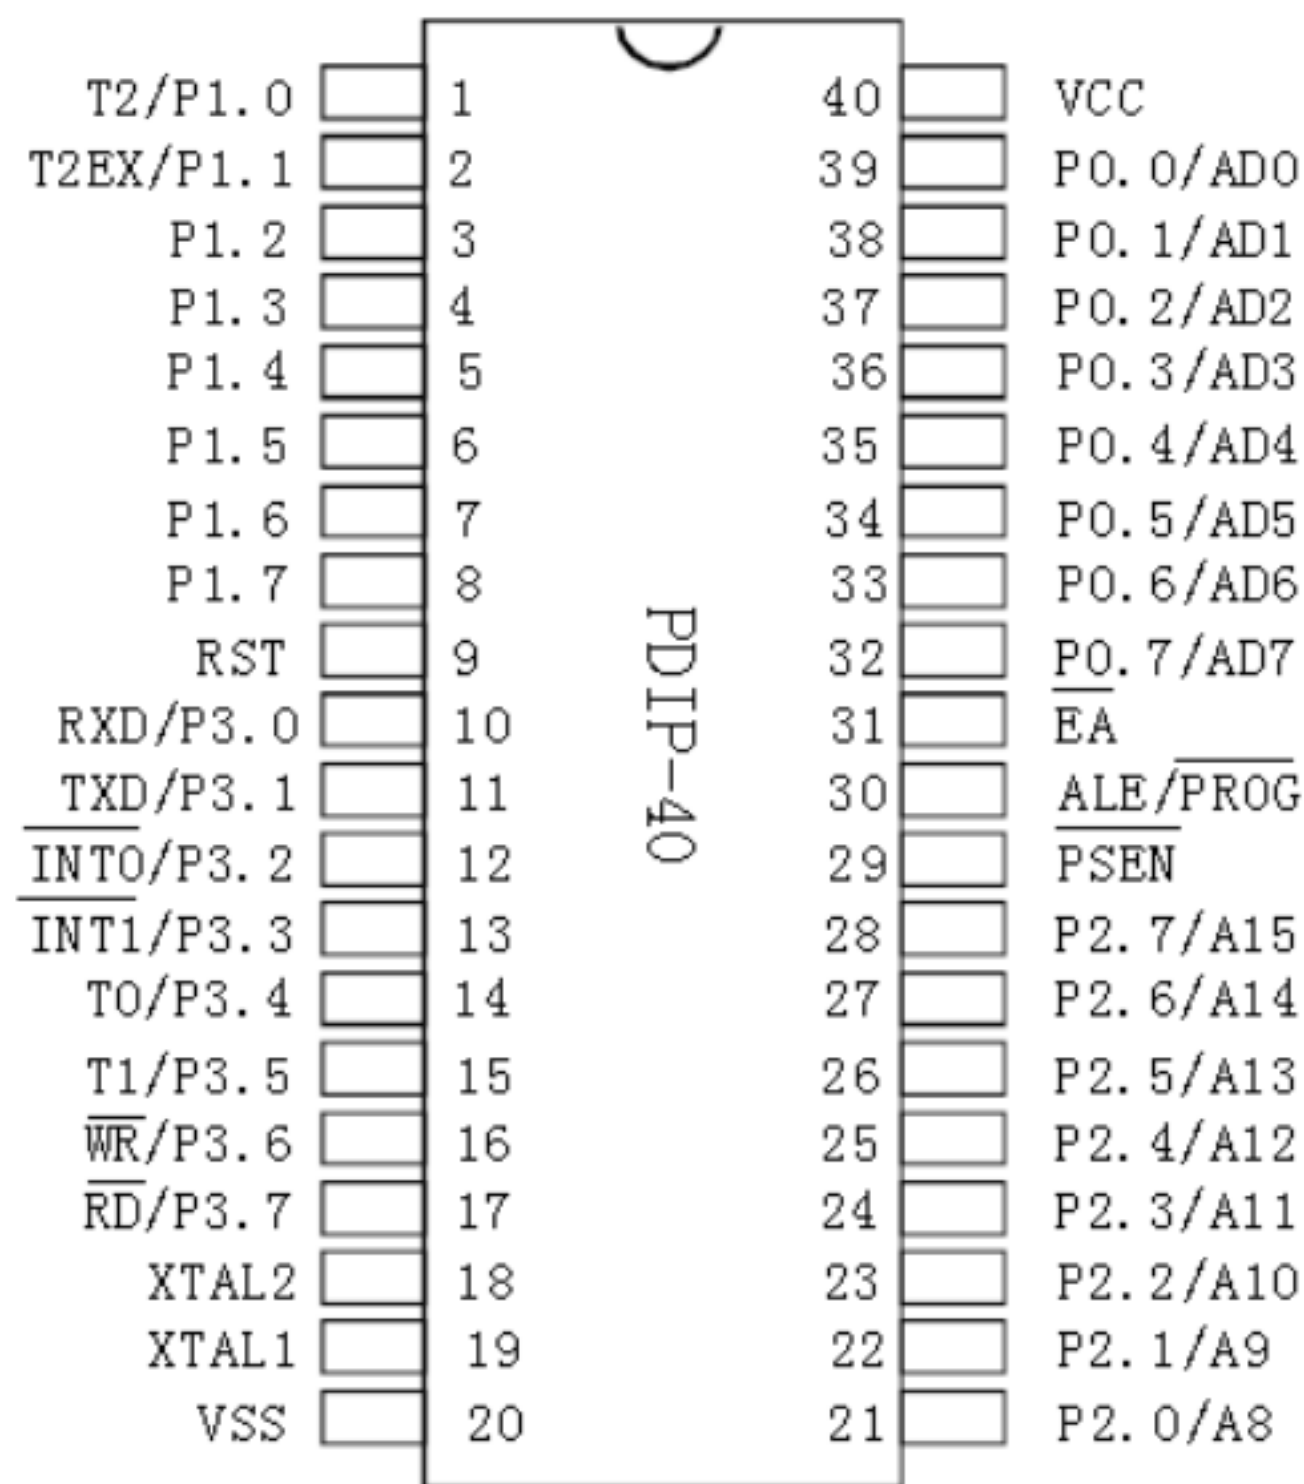 T2/P1.0 1 40 VCC
T2EX/P1.1 2 39 P0.0/AD0
P1.2 3 38 P0.1/AD1
P1.3 4 37 P0.2/AD2
P1.4 5 36 P0.3/AD3
P1.5 6 35 P0.4/AD4
P1.6 7 34 P0.5/AD5
P1.7 8 33 P0.6/AD6
RST 9 32 P0.7/AD7
RXD/P3.0 10 31 E̅A̅
TXD/P3.1 11 30 ALE/P̅R̅O̅G̅
I̅N̅T̅0̅/P3.2 12 29 P̅S̅E̅N̅
I̅N̅T̅1̅/P3.3 13 28 P2.7/A15
T0/P3.4 14 27 P2.6/A14
T1/P3.5 15 26 P2.5/A13
W̅R̅/P3.6 16 25 P2.4/A12
R̅D̅/P3.7 17 24 P2.3/A11
XTAL2 18 23 P2.2/A10
XTAL1 19 22 P2.1/A9
VSS 20 21 P2.0/A8
PDIP-40